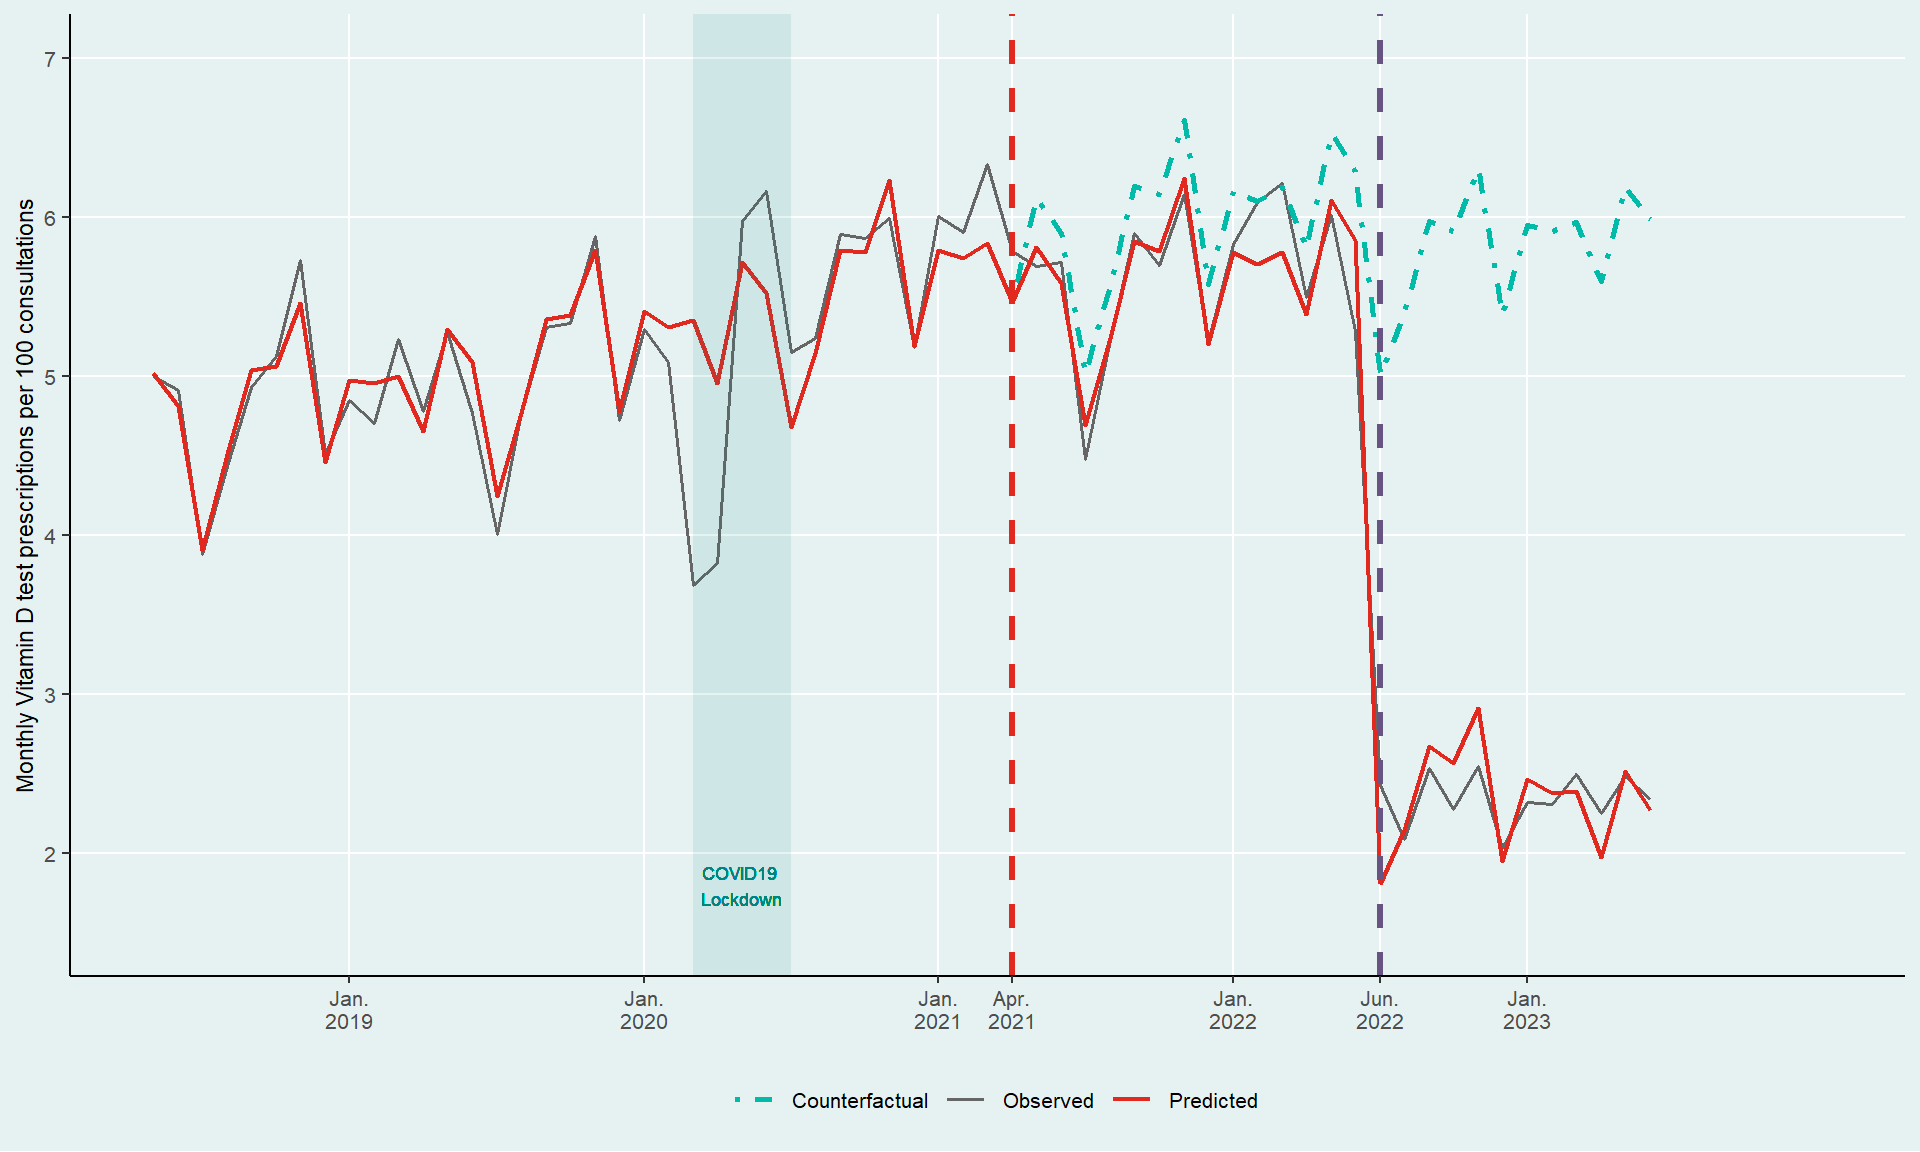 Monthly Vitamin D test prescriptions per 100 consultations
7
6
5
4
3
2
COVID19
Lockdown
Jan.
2019
Jan.
2020
Jan.
2021
Apr.
2021
Jan.
2022
Jun.
2022
Jan.
2023
Counterfactual
Observed
Predicted